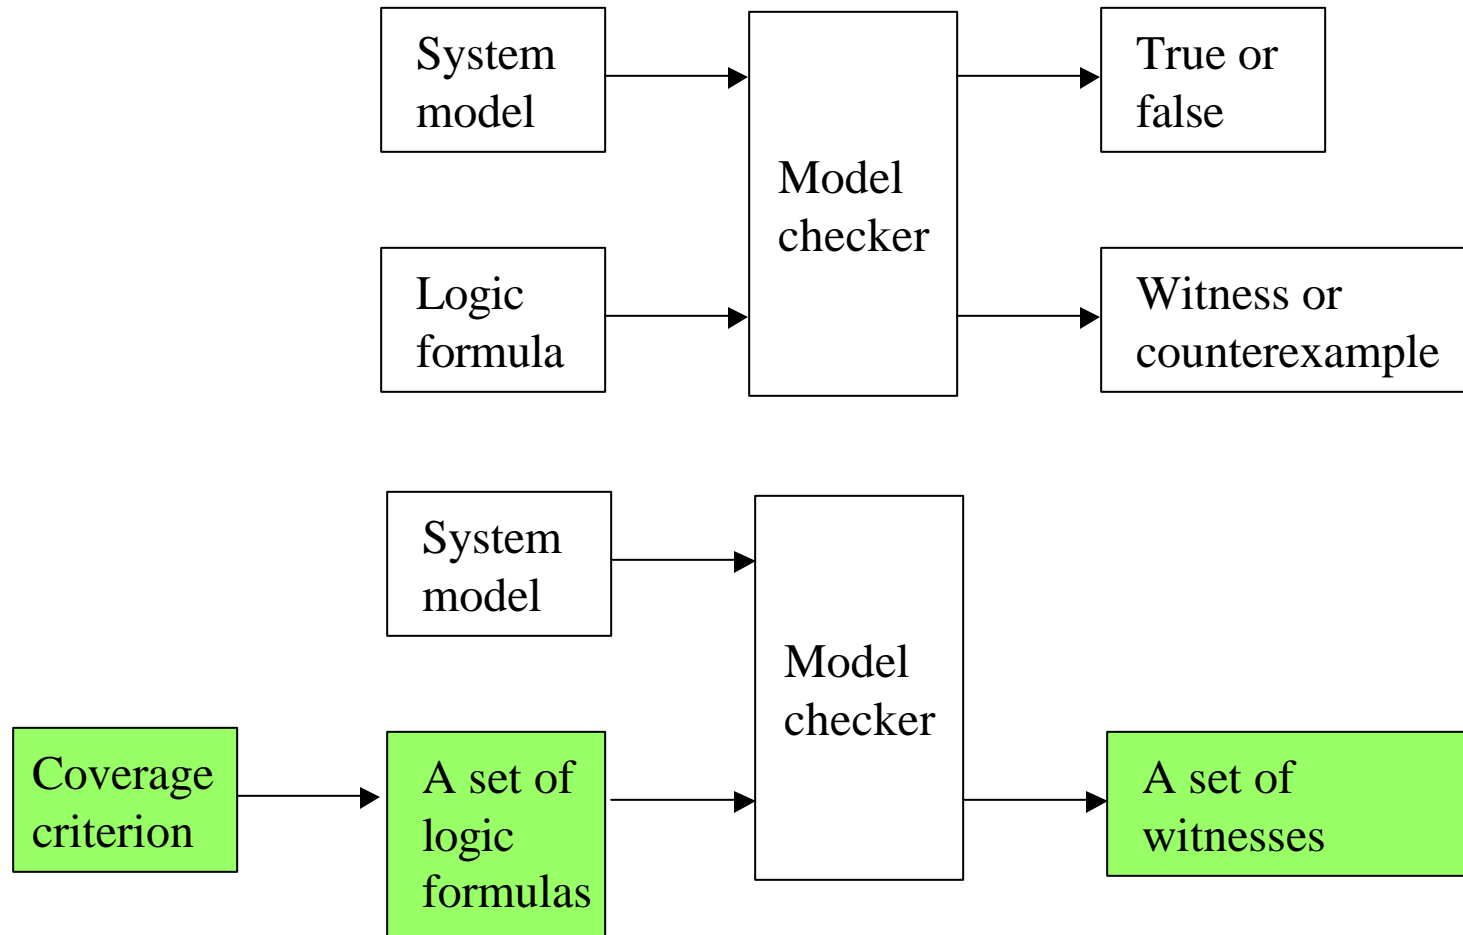 System
model
Model
checker
True or
false
Logic
formula
Witness or
counterexample
System
model
Model
checker
Coverage
criterion
A set of
logic
formulas
A set of
witnesses